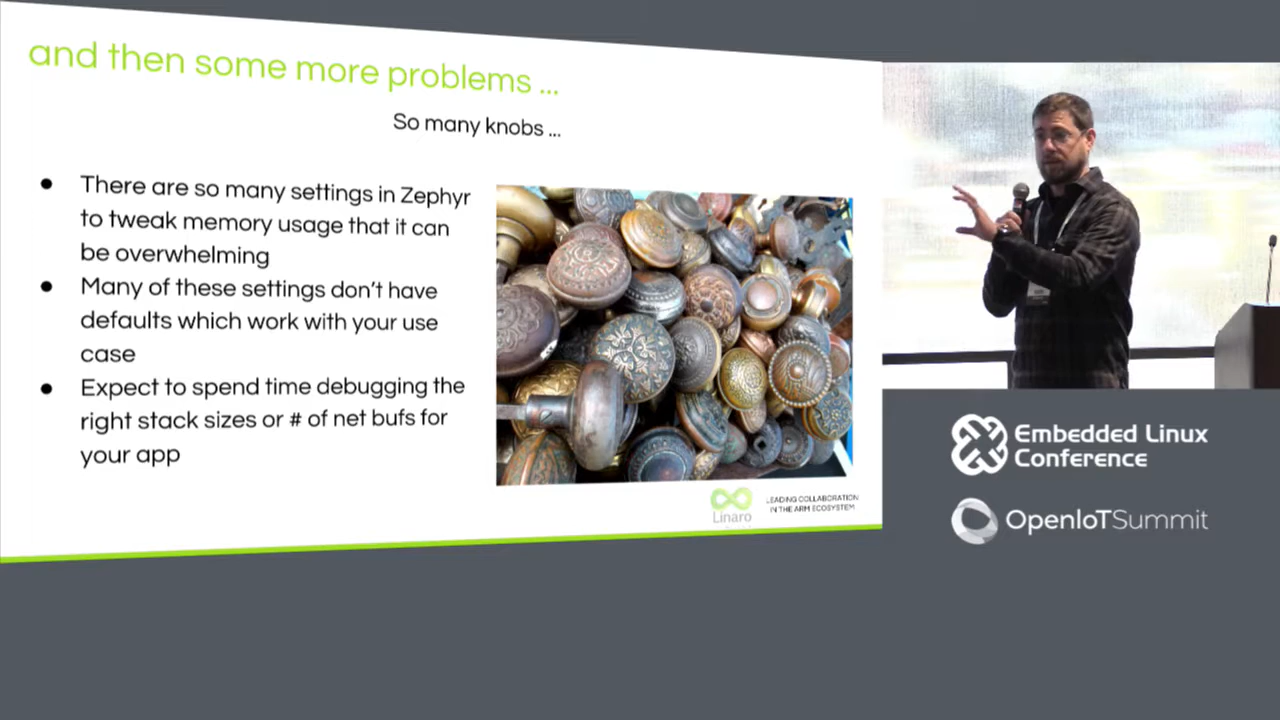 and then some more problems ...
So many knobs ...
There are so many settings in Zephyr
to tweak memory usage that it can
be overwhelming
Many of these settings don't have
defaults which work with your use
case
Expect to spend time debugging the
right stack sizes or # of net bufs for
your app
Linaro
LEADING COLLABORATION
IN THE ARM ECOSYSTEM
Embedded Linux
Conference
OpenIoTSummit